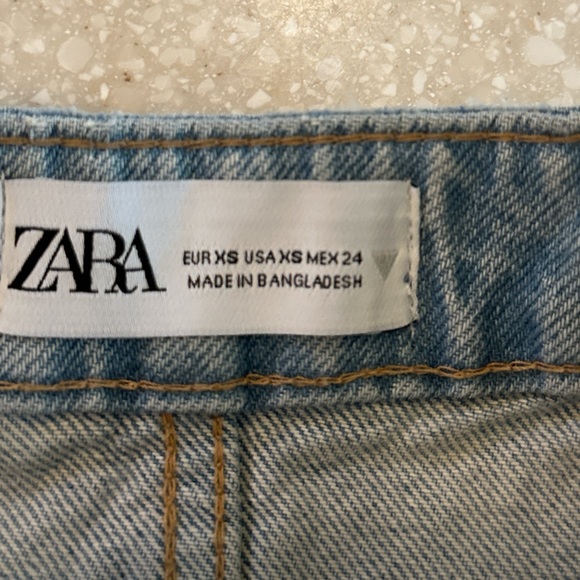 ZARA
EUR XS USA XS MEX 24
MADE IN BANGLADESH